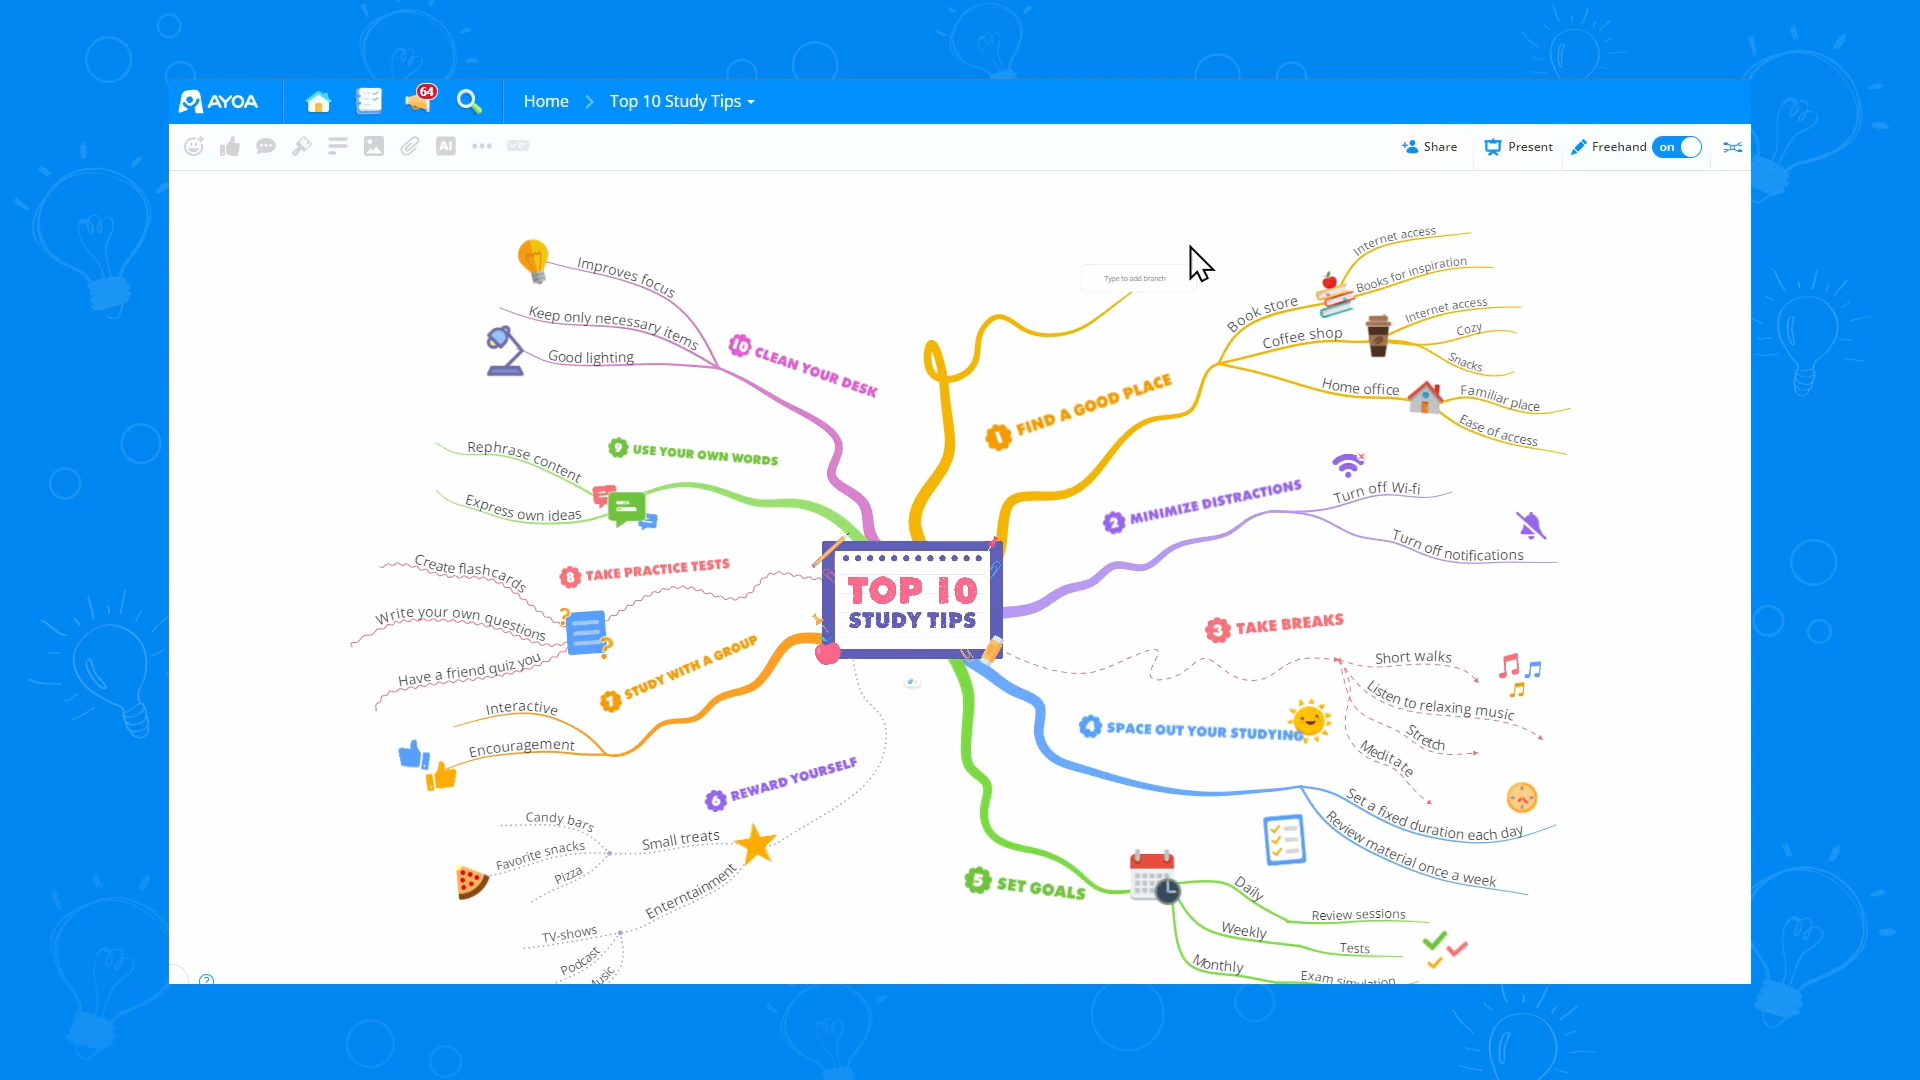 AYOA
64
Home
Top 10 Study Tips
AI
Share
Present
Freehand
on
Type to add branch
TOP 10
STUDY TIPS
1 FIND A GOOD PLACE
Book store
Internet access
Books for inspiration
Coffee shop
Internet access
Cozy
Snacks
Home office
Familiar place
Ease of access
2 MINIMIZE DISTRACTIONS
Turn off Wi-fi
Turn off notifications
3 TAKE BREAKS
Short walks
Listen to relaxing music
Stretch
Meditate
4 SPACE OUT YOUR STUDYING
Set a fixed duration each day
Review material once a week
5 SET GOALS
Daily
Review sessions
Weekly
Tests
Monthly
Exam simulation
6 REWARD YOURSELF
Small treats
Candy bars
Favorite snacks
Pizza
Enterntainment
TV-shows
Podcast
Music
7 STUDY WITH A GROUP
Interactive
Encouragement
8 TAKE PRACTICE TESTS
Create flashcards
Write your own questions
Have a friend quiz you
9 USE YOUR OWN WORDS
Rephrase content
Express own ideas
10 CLEAN YOUR DESK
Improves focus
Keep only necessary items
Good lighting
?